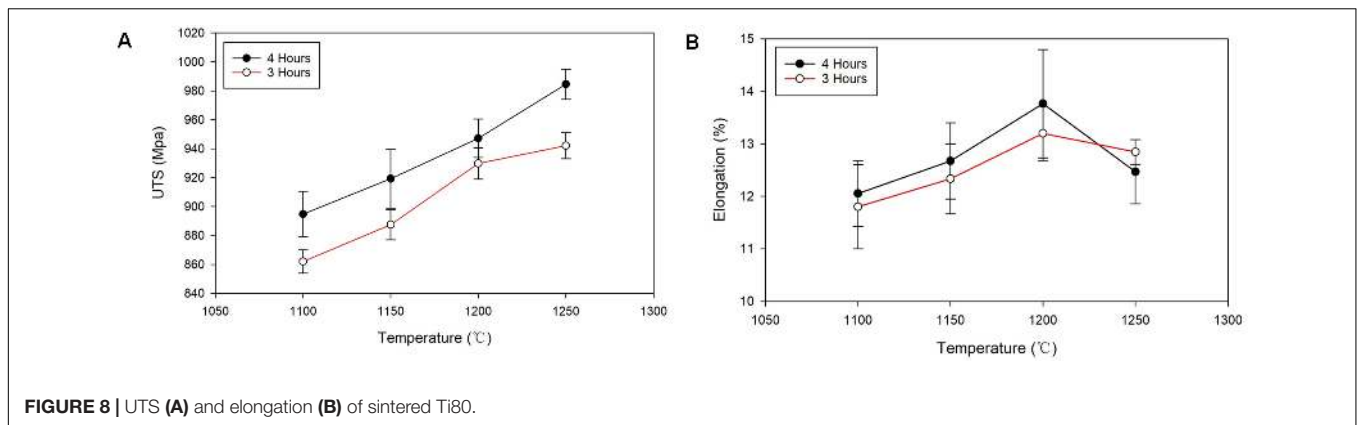 A
1020
1000
980
960
940
920
900
880
860
840
UTS (Mpa)
4 Hours
3 Hours
1050
1100
1150
1200
1250
1300
Temperature (℃)
B
15
14
13
12
11
10
Elongation (%)
4 Hours
3 Hours
1050
1100
1150
1200
1250
1300
Temperature (℃)
FIGURE 8 | UTS (A) and elongation (B) of sintered Ti80.